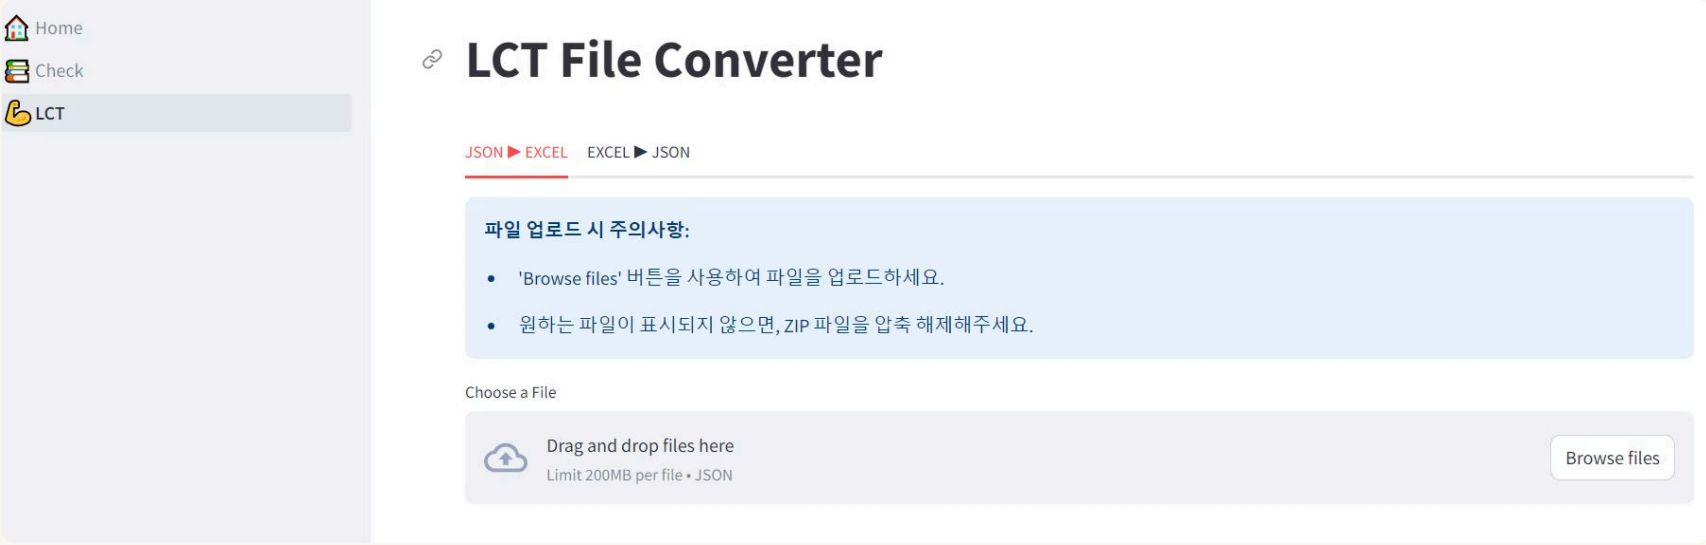 Home
Check
LCT
LCT File Converter
JSON ▶ EXCEL
EXCEL ▶ JSON
파일 업로드 시 주의사항:
• 'Browse files' 버튼을 사용하여 파일을 업로드하세요.
• 원하는 파일이 표시되지 않으면, ZIP 파일을 압축 해제해주세요.
Choose a File
Drag and drop files here
Limit 200MB per file • JSON
Browse files